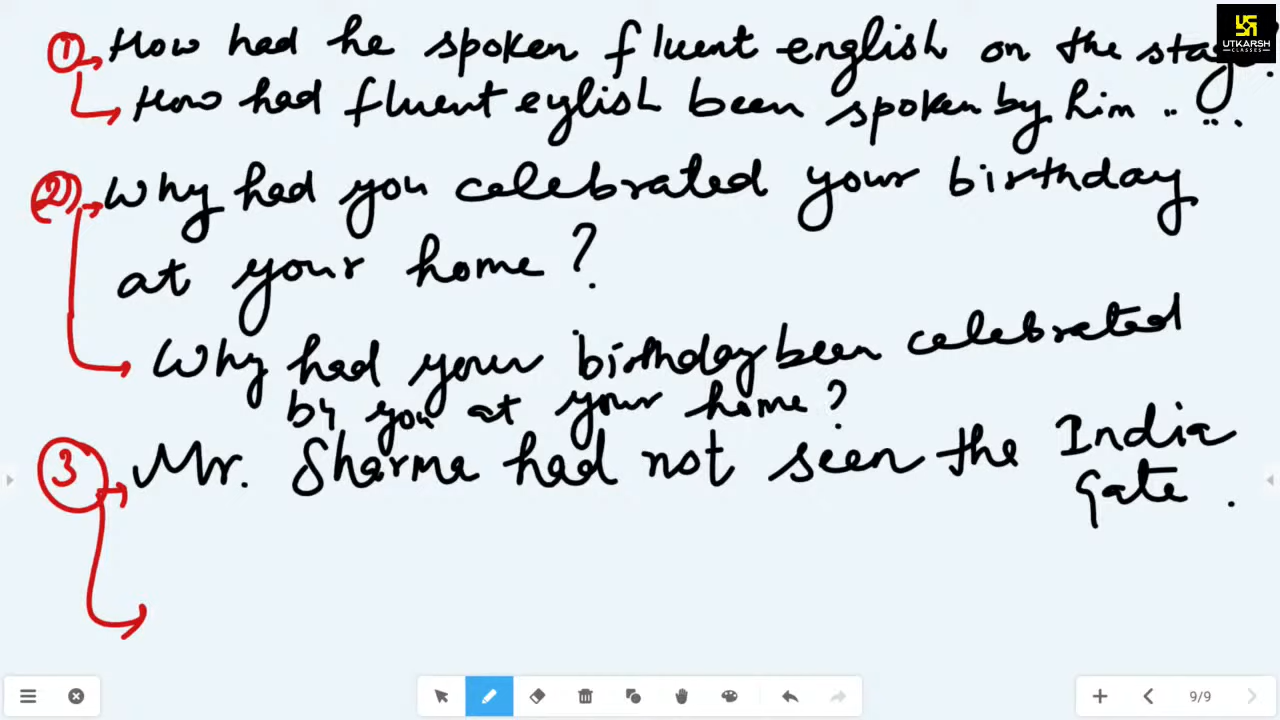 UTKARSH
CLASSES
1 How had he spoken fluent english on the stage?
How had fluent eylish been spoken by him .. ...
2) Why had you celebrated your birthday
at your home ?
Why had your birthday been celebrated
by you at your home ?
3 Mr. Sharma had not seen the India
Gate .
9/9